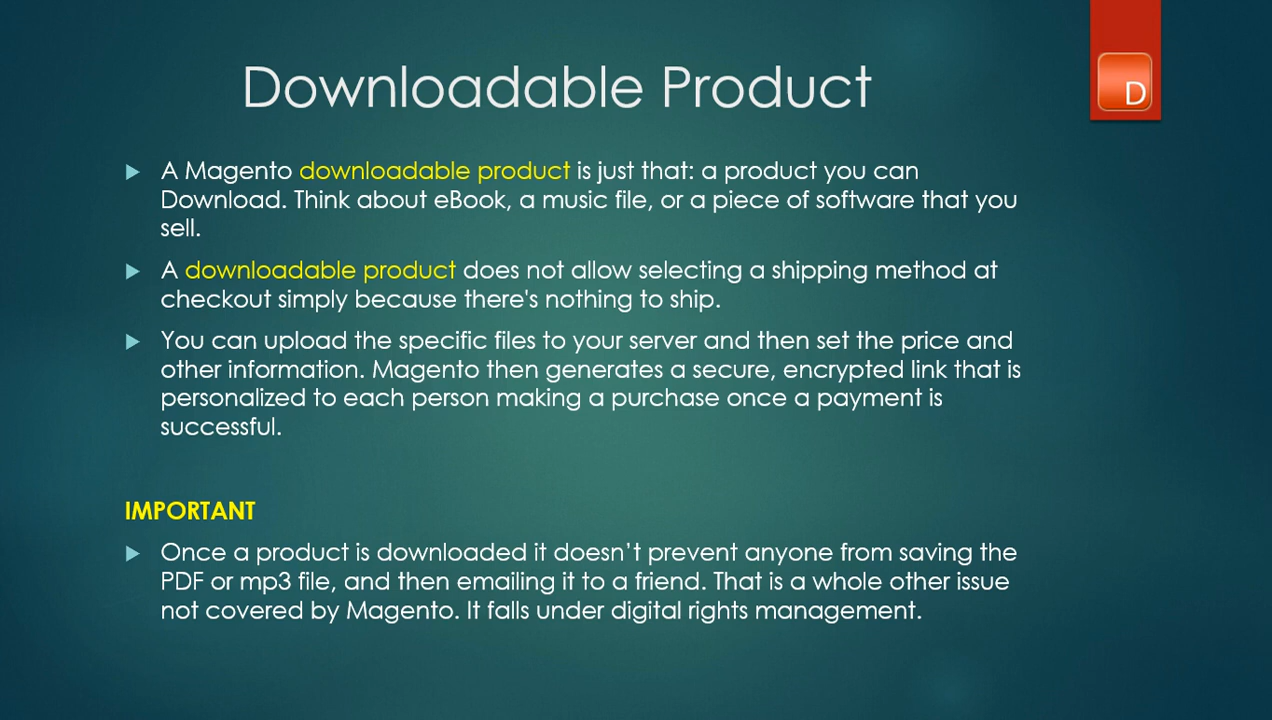 Downloadable Product
D
A Magento downloadable product is just that: a product you can
Download. Think about eBook, a music file, or a piece of software that you
sell.
A downloadable product does not allow selecting a shipping method at
checkout simply because there's nothing to ship.
You can upload the specific files to your server and then set the price and
other information. Magento then generates a secure, encrypted link that is
personalized to each person making a purchase once a payment is
successful.
IMPORTANT
Once a product is downloaded it doesn’t prevent anyone from saving the
PDF or mp3 file, and then emailing it to a friend. That is a whole other issue
not covered by Magento. It falls under digital rights management.